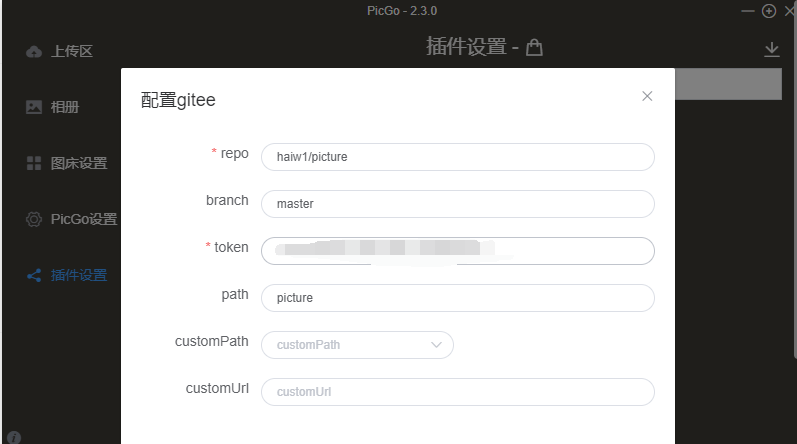 PicGo - 2.3.0
上传区
插件设置 -
相册
图床设置
PicGo设置
插件设置
配置gitee
* repo haiw1/picture
branch master
* token
path picture
customPath customPath
customUrl customUrl